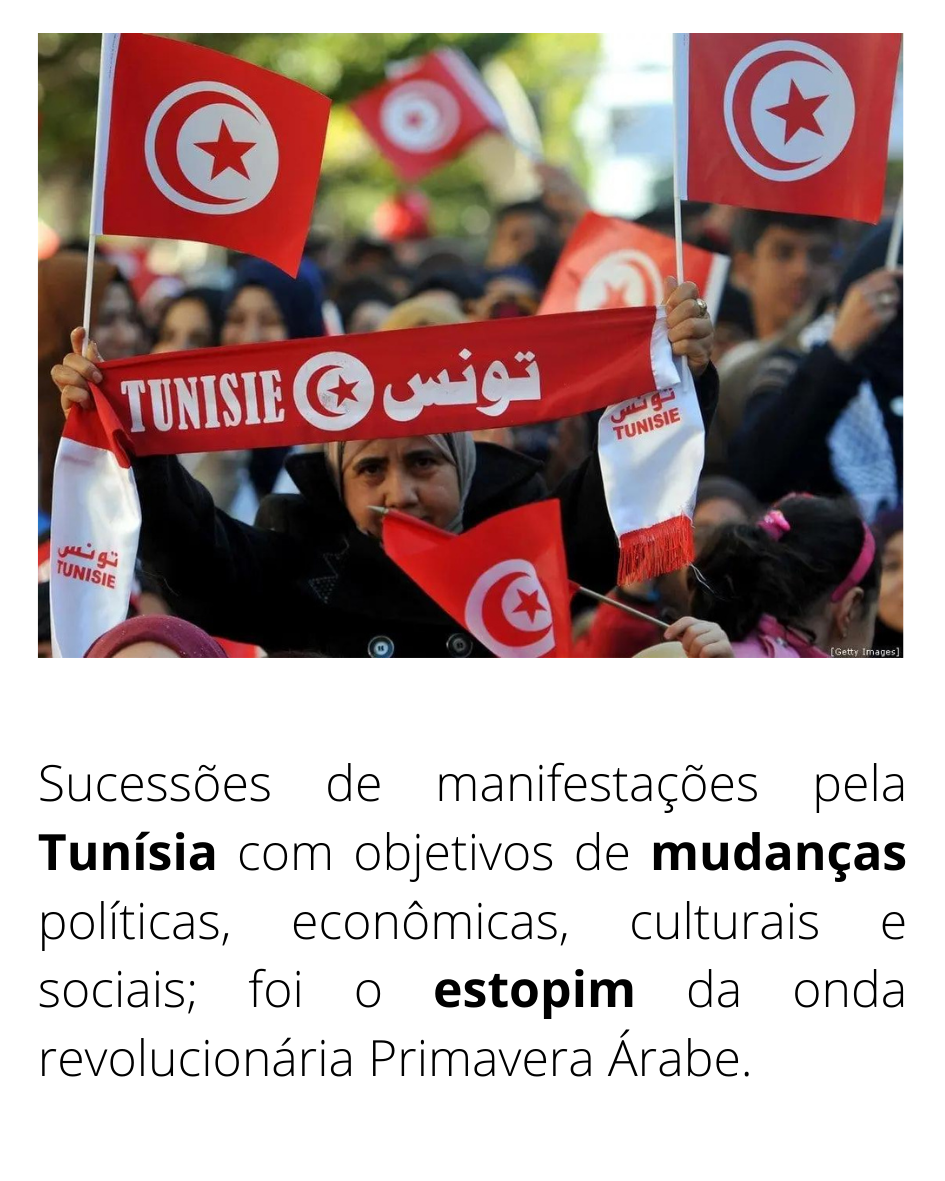 TUNISIE تونس
تونس
TUNISIE
تونس
TUNISIE
[Getty Images]
Sucessões de manifestações pela
Tunísia com objetivos de mudanças
políticas, econômicas, culturais e
sociais; foi o estopim da onda
revolucionária Primavera Árabe.